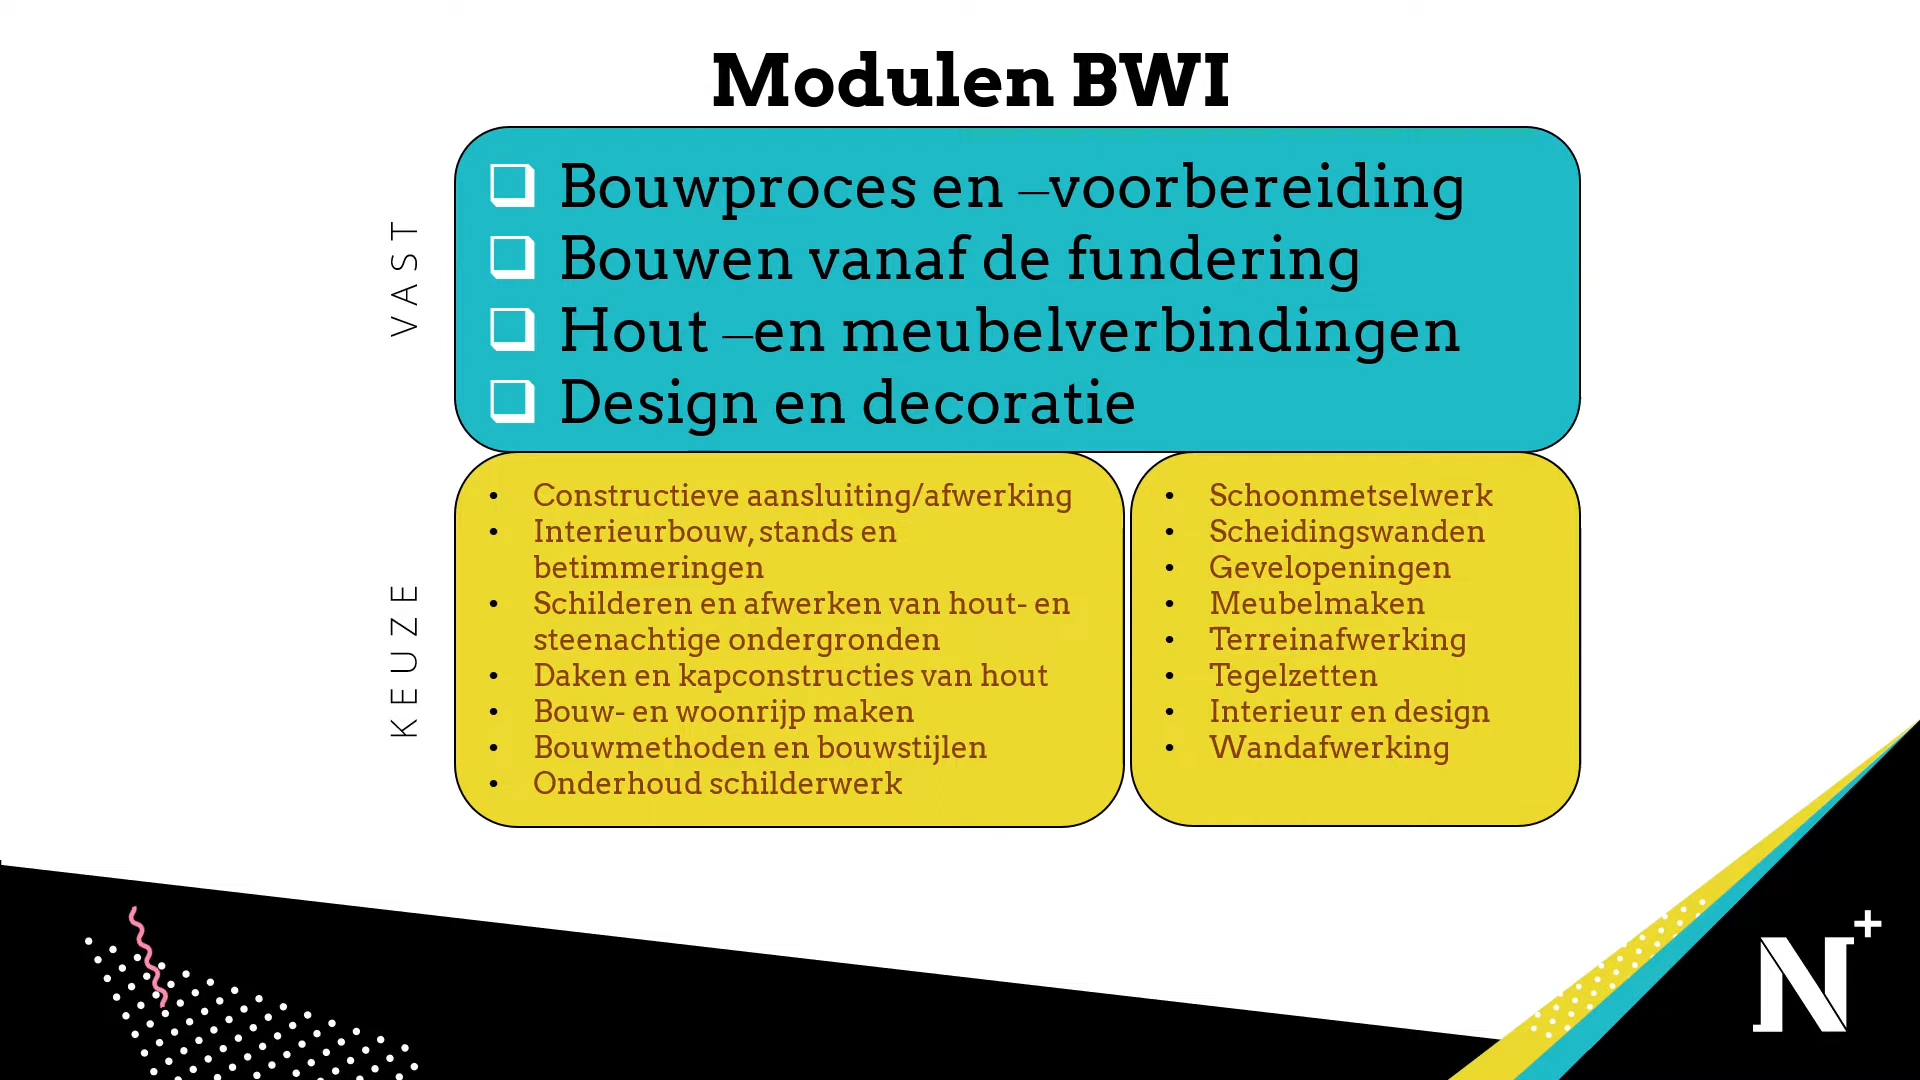 Modulen BWI
VAST
Bouwproces en –voorbereiding
Bouwen vanaf de fundering
Hout –en meubelverbindingen
Design en decoratie
KEUZE
Constructieve aansluiting/afwerking
Interieurbouw, stands en
betimmeringen
Schilderen en afwerken van hout- en
steenachtige ondergronden
Daken en kapconstructies van hout
Bouw- en woonrijp maken
Bouwmethoden en bouwstijlen
Onderhoud schilderwerk
Schoonmetselwerk
Scheidingswanden
Gevelopeningen
Meubelmaken
Terreinafwerking
Tegelzetten
Interieur en design
Wandafwerking
N+